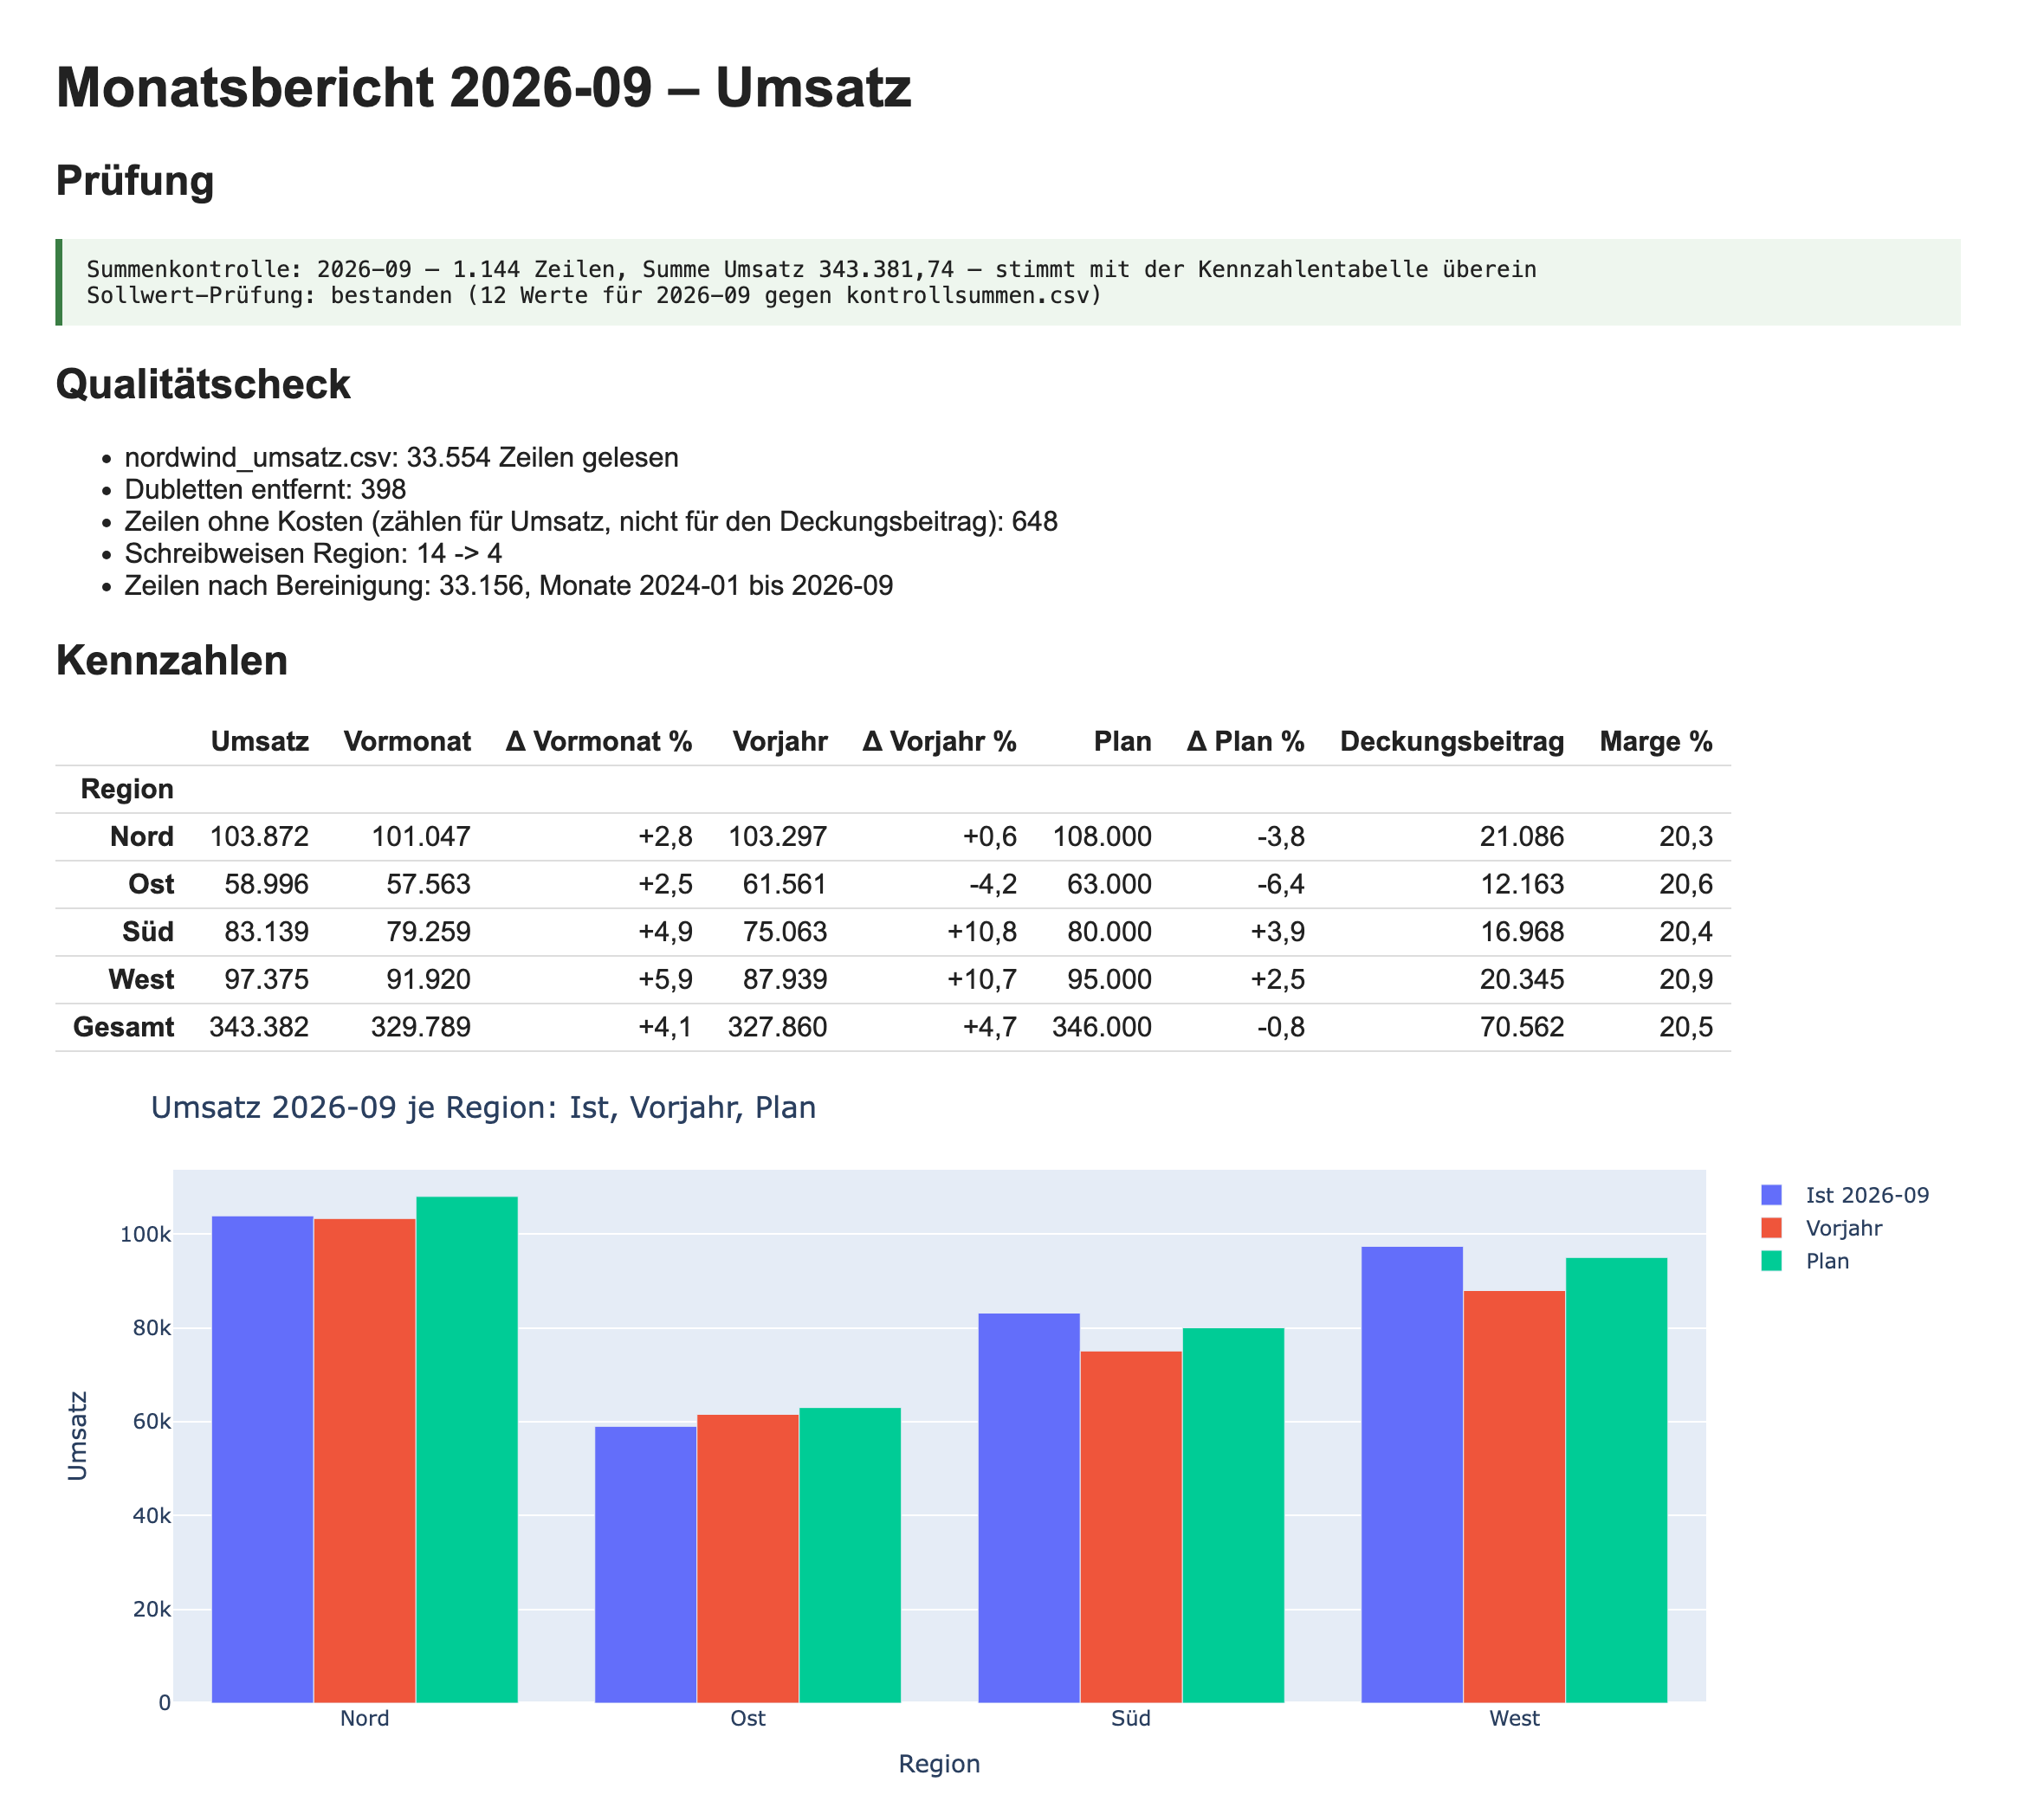 Monatsbericht 2026-09 – Umsatz
Prüfung
Summenkontrolle: 2026-09 – 1.144 Zeilen, Summe Umsatz 343.381,74 – stimmt mit der Kennzahlentabelle überein
Sollwert-Prüfung: bestanden (12 Werte für 2026-09 gegen kontrollsummen.csv)
Qualitätscheck
• nordwind_umsatz.csv: 33.554 Zeilen gelesen
• Dubletten entfernt: 398
• Zeilen ohne Kosten (zählen für Umsatz, nicht für den Deckungsbeitrag): 648
• Schreibweisen Region: 14 -> 4
• Zeilen nach Bereinigung: 33.156, Monate 2024-01 bis 2026-09
Kennzahlen
Umsatz Vormonat Δ Vormonat % Vorjahr Δ Vorjahr % Plan Δ Plan % Deckungsbeitrag Marge %
Region
Nord 103.872 101.047 +2,8 103.297 +0,6 108.000 -3,8 21.086 20,3
Ost 58.996 57.563 +2,5 61.561 -4,2 63.000 -6,4 12.163 20,6
Süd 83.139 79.259 +4,9 75.063 +10,8 80.000 +3,9 16.968 20,4
West 97.375 91.920 +5,9 87.939 +10,7 95.000 +2,5 20.345 20,9
Gesamt 343.382 329.789 +4,1 327.860 +4,7 346.000 -0,8 70.562 20,5
Umsatz 2026-09 je Region: Ist, Vorjahr, Plan
Ist 2026-09
Vorjahr
Plan
100k
80k
60k
40k
20k
0
Umsatz
Nord Ost Süd West
Region